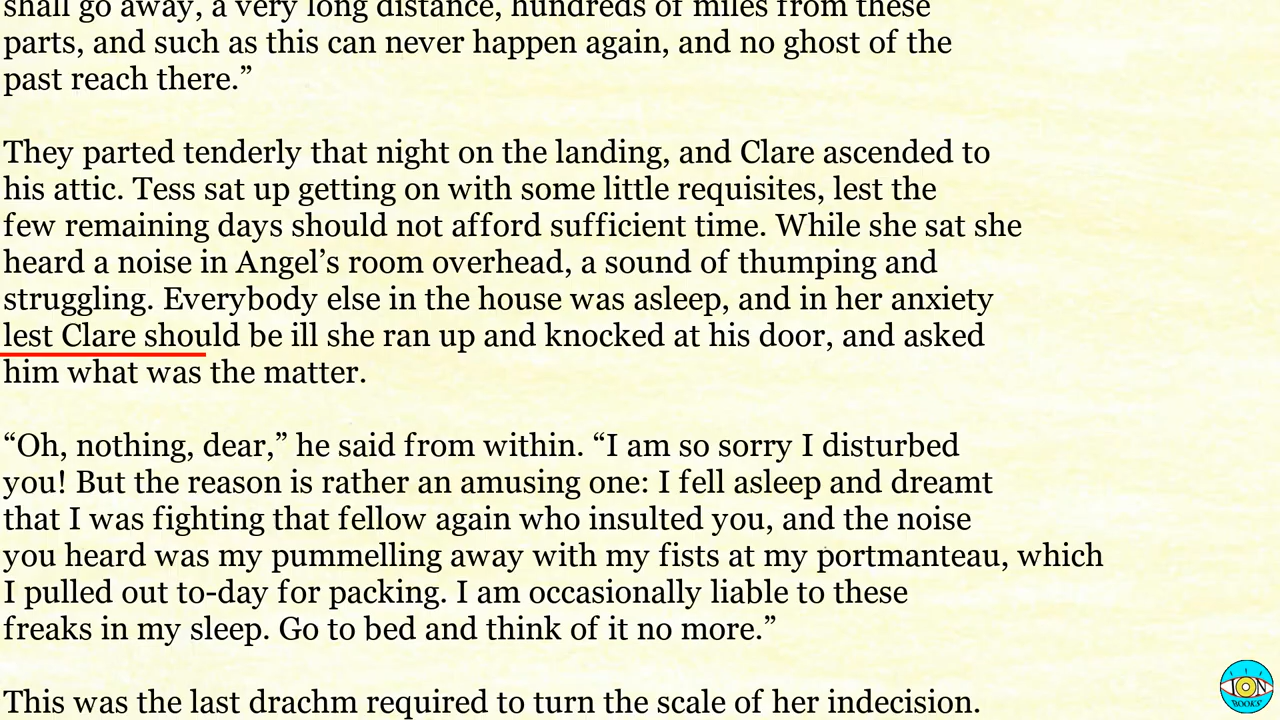 shall go away, a very long distance, hundreds of miles from these
parts, and such as this can never happen again, and no ghost of the
past reach there.”
They parted tenderly that night on the landing, and Clare ascended to
his attic. Tess sat up getting on with some little requisites, lest the
few remaining days should not afford sufficient time. While she sat she
heard a noise in Angel’s room overhead, a sound of thumping and
struggling. Everybody else in the house was asleep, and in her anxiety
lest Clare should be ill she ran up and knocked at his door, and asked
him what was the matter.
“Oh, nothing, dear,” he said from within. “I am so sorry I disturbed
you! But the reason is rather an amusing one: I fell asleep and dreamt
that I was fighting that fellow again who insulted you, and the noise
you heard was my pummelling away with my fists at my portmanteau, which
I pulled out to-day for packing. I am occasionally liable to these
freaks in my sleep. Go to bed and think of it no more.”
This was the last drachm required to turn the scale of her indecision.
ION
BOOKS